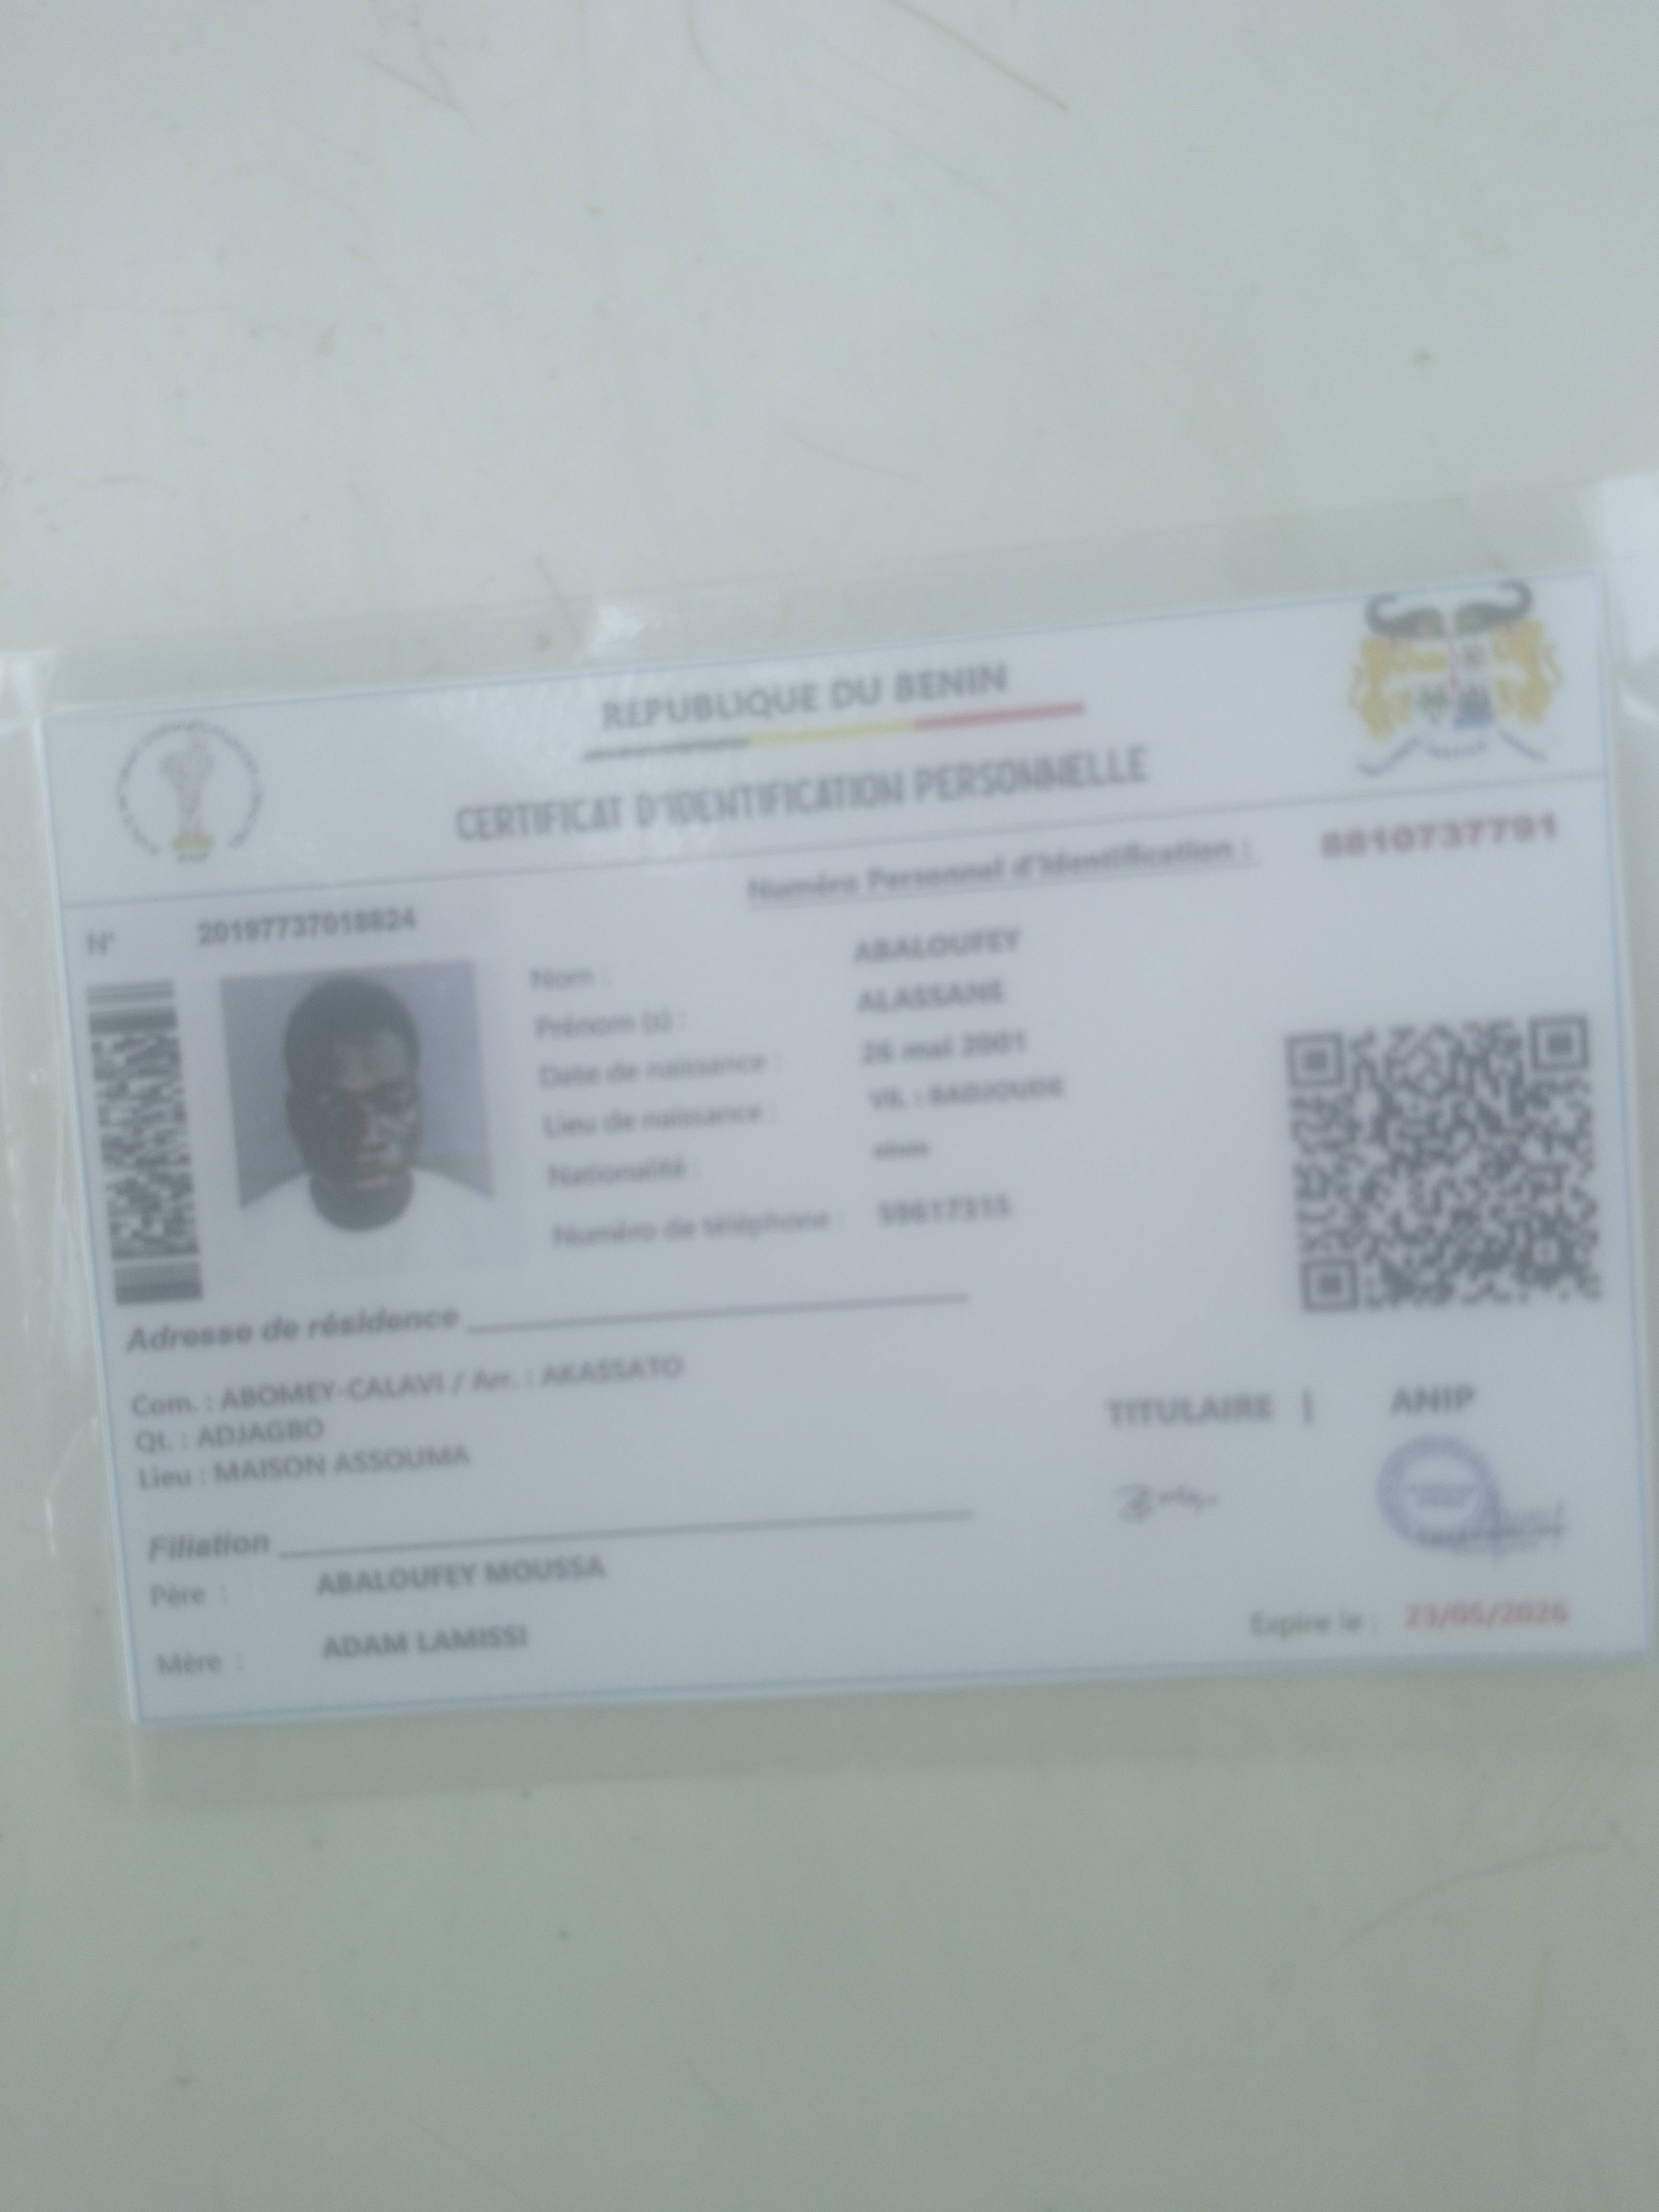 REPUBLIQUE DU BENIN
CERTIFICAT D'IDENTIFICATION PERSONNELLE
Numéro Personnel d'Identification : 8810737791
N° 20197737018824
Nom : ABALOUFEY
Prénom (s) : ALASSANE
Date de naissance : 26 mai 2001
Lieu de naissance : VIL : BADJOUDE
Nationalité :
Numéro de téléphone : 59617315
Adresse de résidence
Com. : ABOMEY-CALAVI / Arr. : AKASSATO
Qt. : ADJAGBO
Lieu : MAISON ASSOUMA
TITULAIRE | ANIP
Filiation
Père : ABALOUFEY MOUSSA
Mère : ADAM LAMISSI
Expire le : 23/05/2026